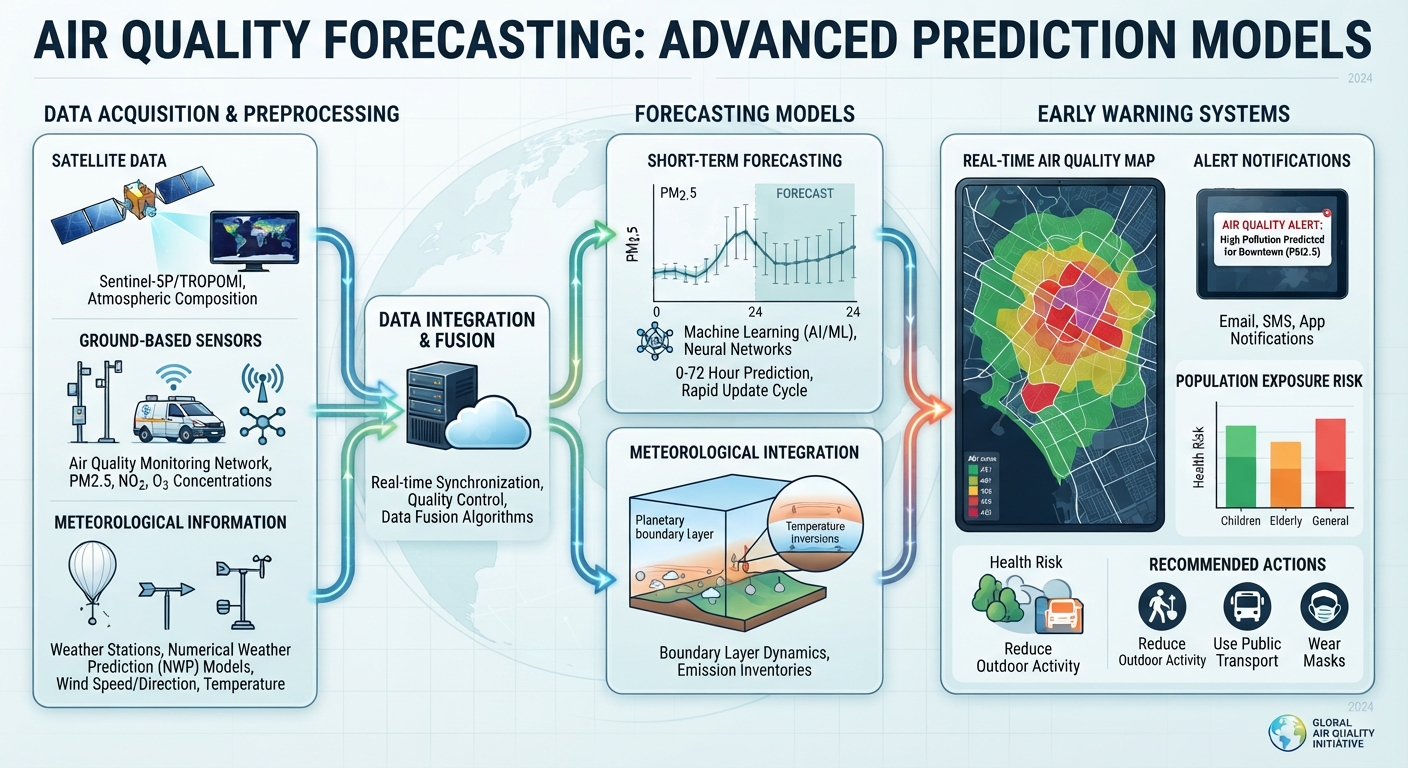 AIR QUALITY FORECASTING: ADVANCED PREDICTION MODELS
2024
DATA ACQUISITION & PREPROCESSING
SATELLITE DATA
Sentinel-5P/TROPOMI,
Atmospheric Composition
GROUND-BASED SENSORS
Air Quality Monitoring Network,
PM2.5, NO₂, O₃ Concentrations
METEOROLOGICAL INFORMATION
Weather Stations, Numerical Weather
Prediction (NWP) Models,
Wind Speed/Direction, Temperature
DATA INTEGRATION
& FUSION
Real-time Synchronization,
Quality Control,
Data Fusion Algorithms
FORECASTING MODELS
SHORT-TERM FORECASTING
PM₂.5
FORECAST
0
24
24
Machine Learning (AI/ML),
Neural Networks
0-72 Hour Prediction,
Rapid Update Cycle
METEOROLOGICAL INTEGRATION
Planetary
boundary Layer
Temperature
inversions
Boundary Layer Dynamics,
Emission Inventories
EARLY WARNING SYSTEMS
REAL-TIME AIR QUALITY MAP
ALERT NOTIFICATIONS
AIR QUALITY ALERT:
High Pollution Predictcd
for Bowntewn (P5I2.5)
Email, SMS, App
Notifications
POPULATION EXPOSURE RISK
Health Risk
Children
Elderly
General
Health Risk
Reduce
Outdoor Activity
RECOMMENDED ACTIONS
Reduce
Outdoor Activity
Use Public
Transport
Wear
Masks
2024
GLOBAL
AIR QUALITY
INITIATIVE